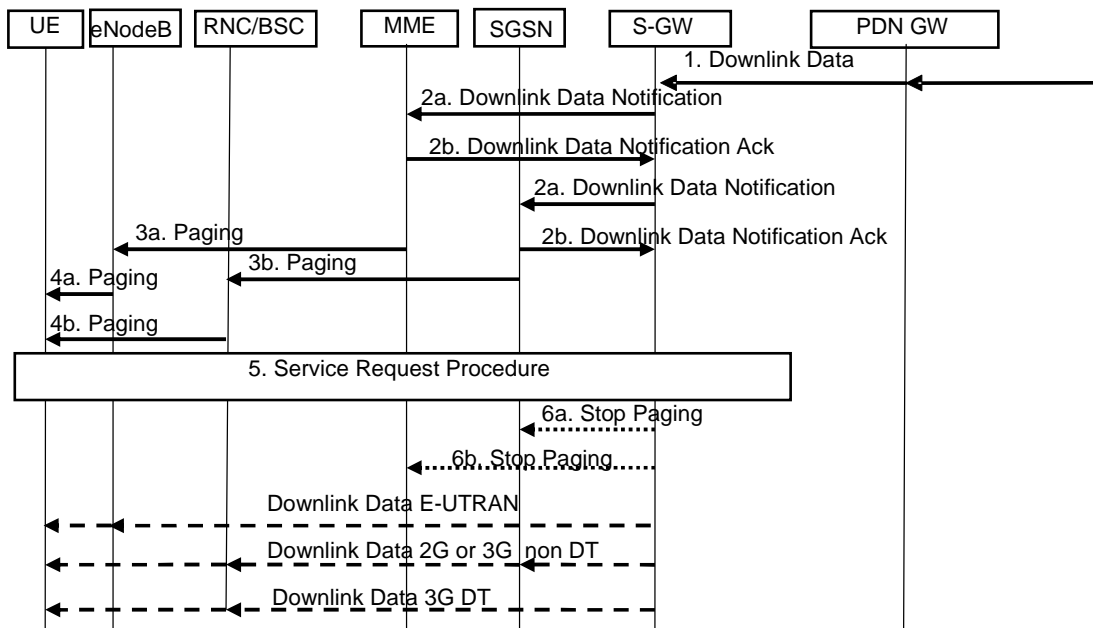 UE eNodeB RNC/BSC MME SGSN S-GW PDN GW
1. Downlink Data
2a. Downlink Data Notification
2b. Downlink Data Notification Ack
2a. Downlink Data Notification
3a. Paging 2b. Downlink Data Notification Ack
3b. Paging
4a. Paging
4b. Paging
5. Service Request Procedure
6a. Stop Paging
6b. Stop Paging
Downlink Data E-UTRAN
Downlink Data 2G or 3G non DT
Downlink Data 3G DT